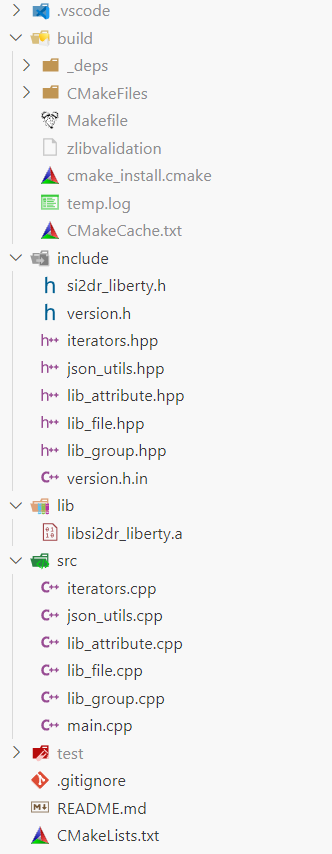 .vscode
build
_deps
CMakeFiles
Makefile
zlibvalidation
cmake_install.cmake
temp.log
CMakeCache.txt
include
h si2dr_liberty.h
h version.h
h++ iterators.hpp
h++ json_utils.hpp
h++ lib_attribute.hpp
h++ lib_file.hpp
h++ lib_group.hpp
C++ version.h.in
lib
libsi2dr_liberty.a
src
C++ iterators.cpp
C++ json_utils.cpp
C++ lib_attribute.cpp
C++ lib_file.cpp
C++ lib_group.cpp
C++ main.cpp
test
.gitignore
README.md
CMakeLists.txt